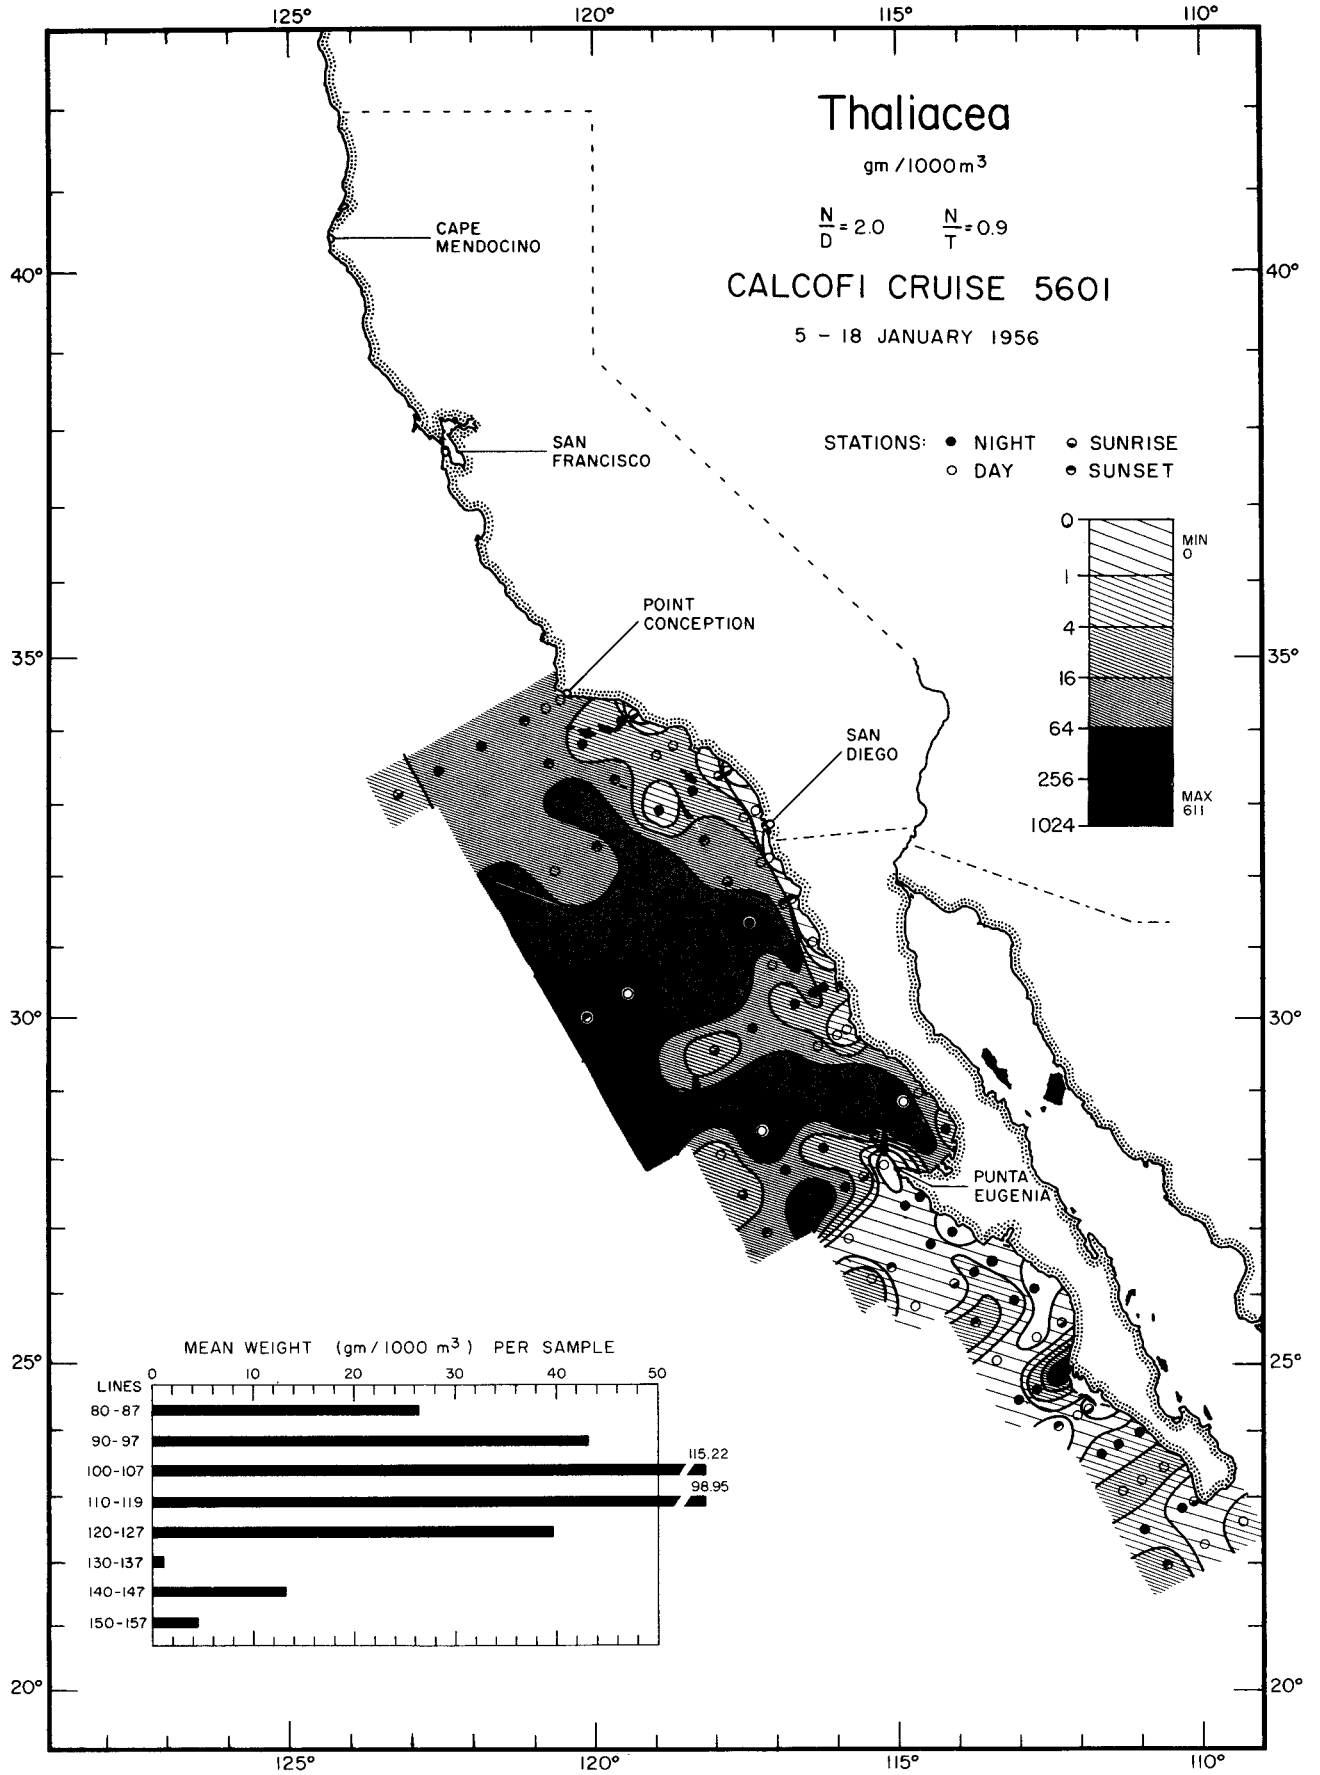 125° 120° 115° 110°
Thaliacea
gm/1000m³
N/D = 2.0 N/T = 0.9
CALCOFI CRUISE 5601
5 – 18 JANUARY 1956
CAPE
MENDOCINO
40° 40°
SAN
FRANCISCO
STATIONS: NIGHT SUNRISE
DAY SUNSET
0
MIN
0
1
4
16
64
256
MAX
611
1024
POINT
CONCEPTION
35° 35°
SAN
DIEGO
30° 30°
PUNTA
EUGENIA
25° 25°
MEAN WEIGHT (gm/1000 m³) PER SAMPLE
LINES 0 10 20 30 40 50
80-87
90-97
100-107 115.22
110-119 98.95
120-127
130-137
140-147
150-157
20° 20°
125° 120° 115° 110°